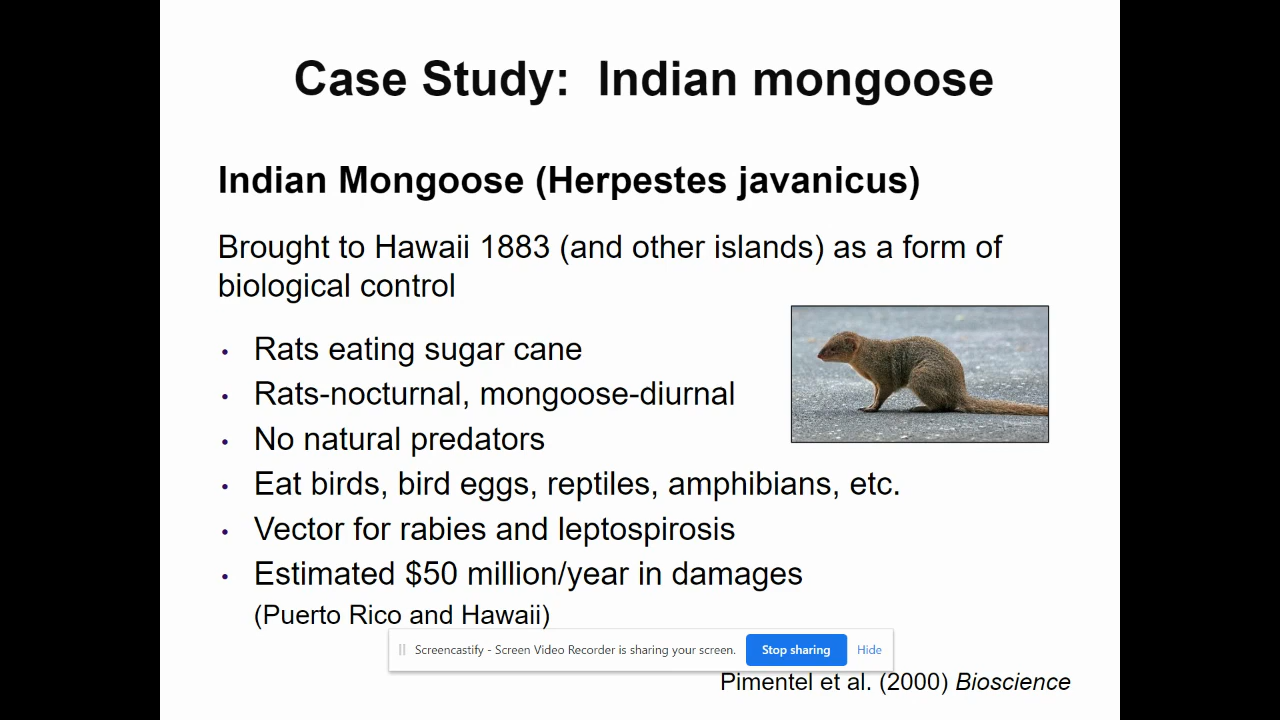 Case Study:  Indian mongoose
Indian Mongoose (Herpestes javanicus)
Brought to Hawaii 1883 (and other islands) as a form of
biological control
• Rats eating sugar cane
• Rats-nocturnal, mongoose-diurnal
• No natural predators
• Eat birds, bird eggs, reptiles, amphibians, etc.
• Vector for rabies and leptospirosis
• Estimated $50 million/year in damages
(Puerto Rico and Hawaii)
Screencastify - Screen Video Recorder is sharing your screen. Stop sharing Hide
Pimentel et al. (2000) Bioscience